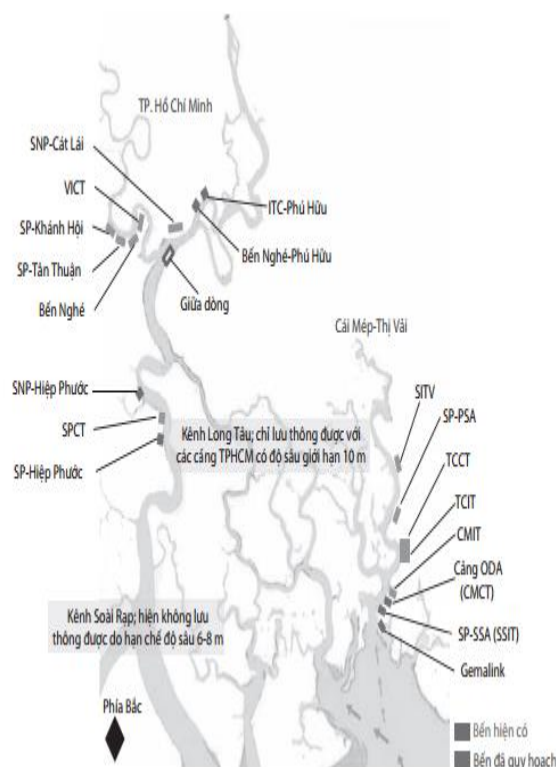 TP. Hồ Chí Minh
SNP-Cát Lái
VICT
SP-Khánh Hội
SP-Tân Thuận
Bến Nghé
ITC-Phú Hữu
Bến Nghé-Phú Hữu
Giữa dòng
Cái Mép-Thị Vải
SNP-Hiệp Phước
SPCT
SP-Hiệp Phước
Kênh Long Tàu; chỉ lưu thông được với
các cảng TPHCM có độ sâu giới hạn 10 m
SITV
SP-PSA
TCCT
TCIT
CMIT
Cảng ODA
(CMCT)
SP-SSA (SSIT)
Gemalink
Kênh Soài Rạp; hiện không lưu
thông được do hạn chế độ sâu 6-8 m
Phía Bắc
Bến hiện có
Bến đã quy hoạch